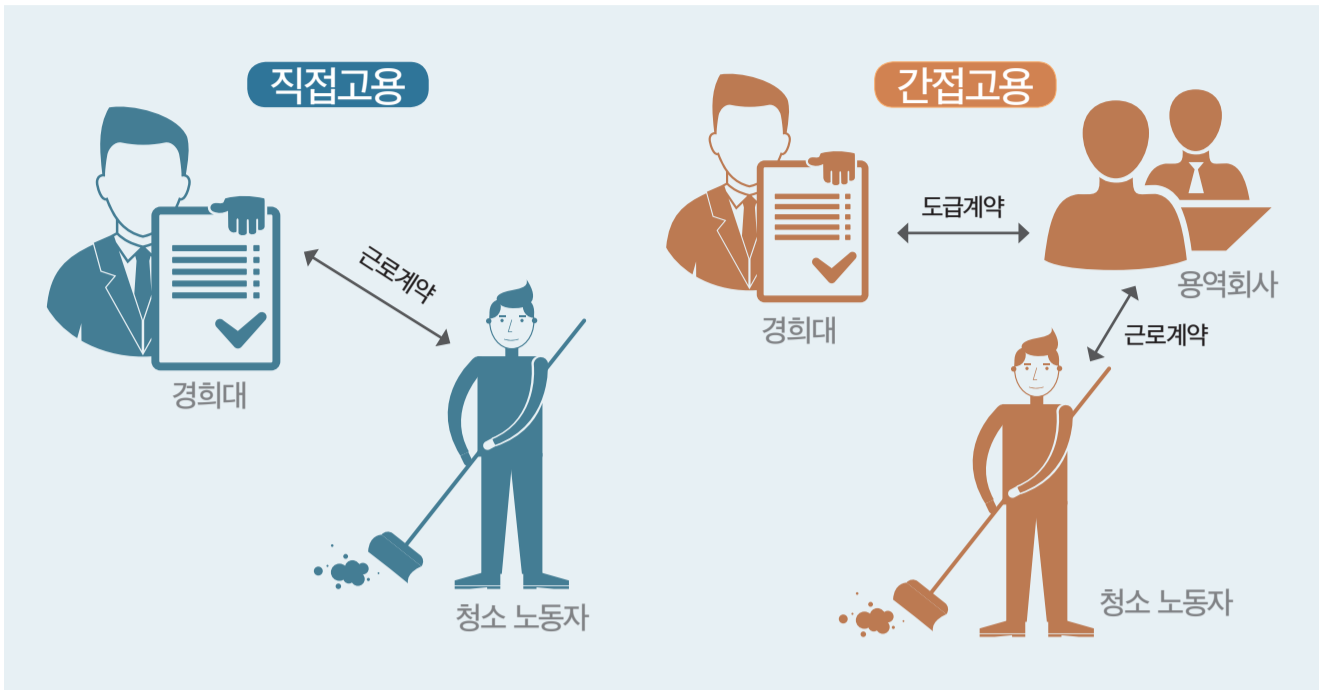 직접고용
근로계약
경희대
청소 노동자
간접고용
도급계약
용역회사
경희대
근로계약
청소 노동자